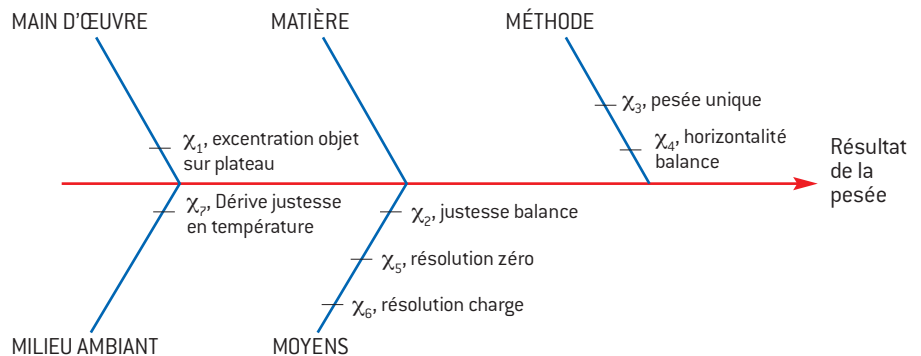 MAIN D'ŒUVRE
MATIÈRE
MÉTHODE
χ₃, pesée unique
χ₁, excentration objet
sur plateau
χ₄, horizontalité
balance
Résultat
de la
pesée
χ₇, Dérive justesse
en température
χ₂, justesse balance
χ₅, résolution zéro
χ₆, résolution charge
MILIEU AMBIANT
MOYENS